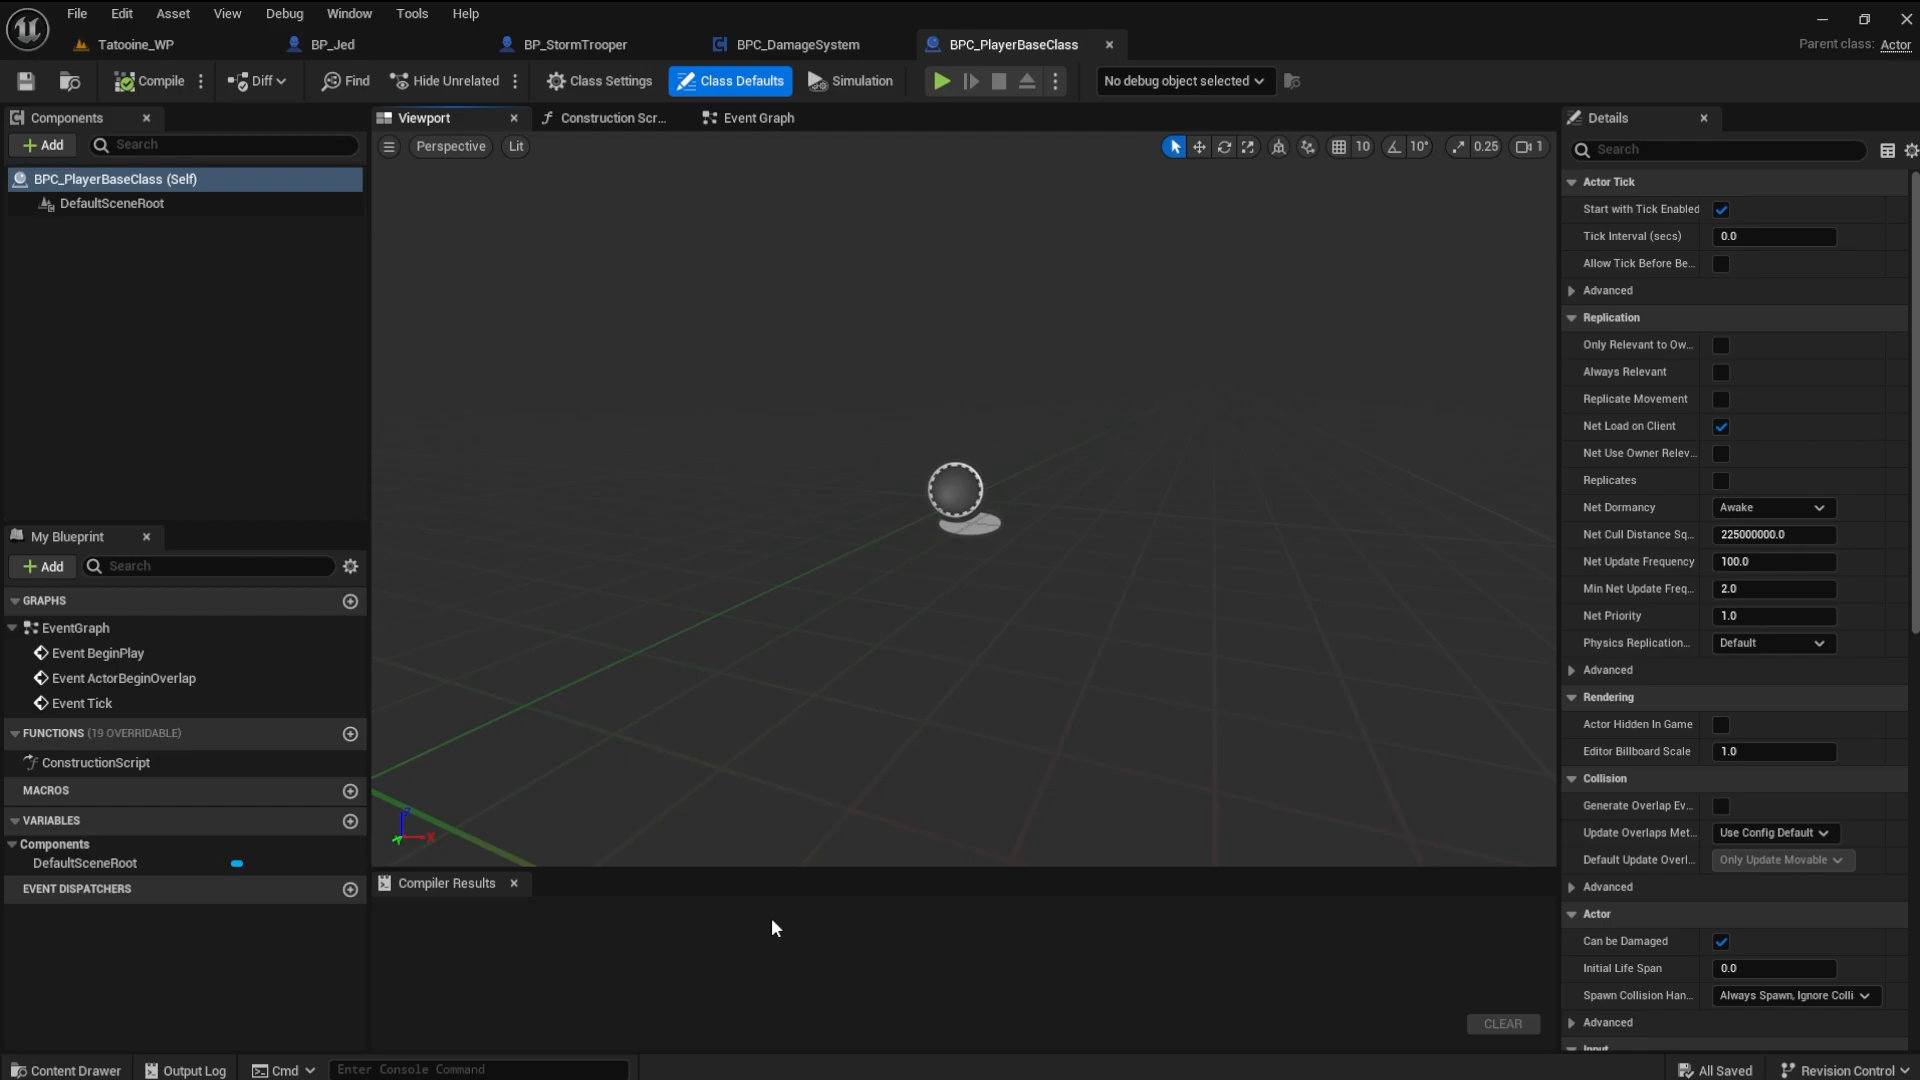 File Edit Asset View Debug Window Tools Help
Tatooine_WP BP_Jed BP_StormTrooper BPC_DamageSystem BPC_PlayerBaseClass Parent class: Actor
Compile Diff Find Hide Unrelated Class Settings Class Defaults Simulation No debug object selected
Components Viewport Construction Scr... Event Graph Details
Add Search Perspective Lit 10 10° 0.25 1 Search
BPC_PlayerBaseClass (Self)
DefaultSceneRoot
My Blueprint
Add Search
GRAPHS
EventGraph
Event BeginPlay
Event ActorBeginOverlap
Event Tick
FUNCTIONS (19 OVERRIDABLE)
ConstructionScript
MACROS
VARIABLES
Components
DefaultSceneRoot
EVENT DISPATCHERS
Z
Y
X
Compiler Results
CLEAR
Actor Tick
Start with Tick Enabled
Tick Interval (secs) 0.0
Allow Tick Before Be...
Advanced
Replication
Only Relevant to Ow...
Always Relevant
Replicate Movement
Net Load on Client
Net Use Owner Relev...
Replicates
Net Dormancy Awake
Net Cull Distance Sq... 225000000.0
Net Update Frequency 100.0
Min Net Update Freq... 2.0
Net Priority 1.0
Physics Replication... Default
Advanced
Rendering
Actor Hidden In Game
Editor Billboard Scale 1.0
Collision
Generate Overlap Ev...
Update Overlaps Met... Use Config Default
Default Update Overl... Only Update Movable
Advanced
Actor
Can be Damaged
Initial Life Span 0.0
Spawn Collision Han... Always Spawn, Ignore Colli
Advanced
Input
Content Drawer Output Log Cmd Enter Console Command All Saved Revision Control